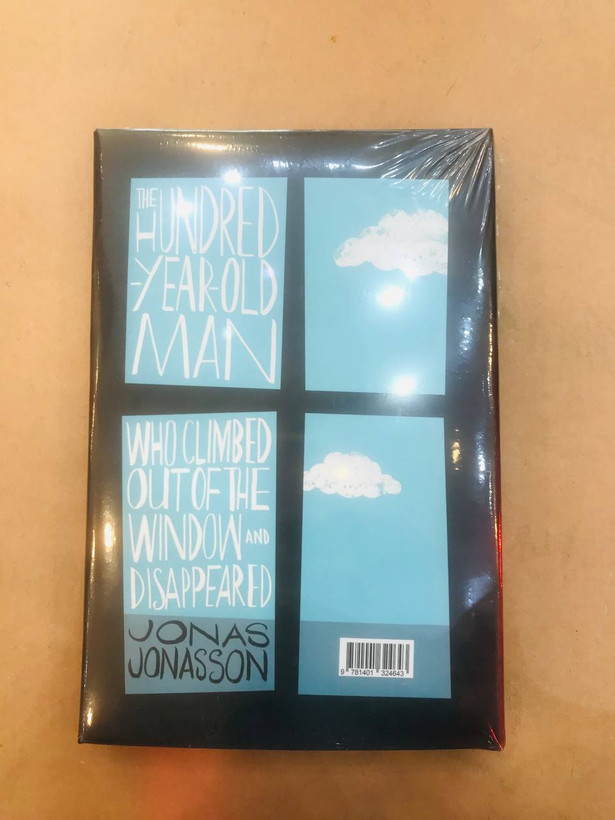 THE
HUNDRED
-YEAR-OLD
MAN
WHO CLIMBED
OUT OF THE
WINDOW AND
DISAPPEARED
JONAS
JONASSON
9 781401 324643